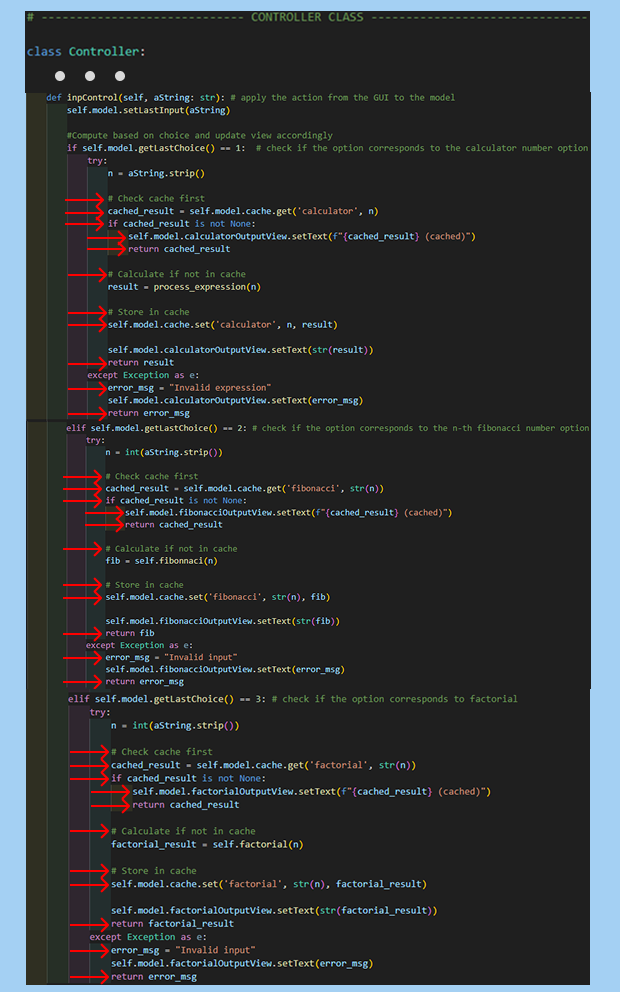 # ----------------------------- CONTROLLER CLASS -------------------------------
class Controller:
def inpControl(self, aString: str): # apply the action from the GUI to the model
self.model.setLastInput(aString)
#Compute based on choice and update view accordingly
if self.model.getLastChoice() == 1:  # check if the option corresponds to the calculator number option
try:
n = aString.strip()
# Check cache first
cached_result = self.model.cache.get('calculator', n)
if cached_result is not None:
self.model.calculatorOutputView.setText(f"{cached_result} (cached)")
return cached_result
# Calculate if not in cache
result = process_expression(n)
# Store in cache
self.model.cache.set('calculator', n, result)
self.model.calculatorOutputView.setText(str(result))
return result
except Exception as e:
error_msg = "Invalid expression"
self.model.calculatorOutputView.setText(error_msg)
return error_msg
elif self.model.getLastChoice() == 2: # check if the option corresponds to the n-th fibonacci number option
try:
n = int(aString.strip())
# Check cache first
cached_result = self.model.cache.get('fibonacci', str(n))
if cached_result is not None:
self.model.fibonacciOutputView.setText(f"{cached_result} (cached)")
return cached_result
# Calculate if not in cache
fib = self.fibonnaci(n)
# Store in cache
self.model.cache.set('fibonacci', str(n), fib)
self.model.fibonacciOutputView.setText(str(fib))
return fib
except Exception as e:
error_msg = "Invalid input"
self.model.fibonacciOutputView.setText(error_msg)
return error_msg
elif self.model.getLastChoice() == 3: # check if the option corresponds to factorial
try:
n = int(aString.strip())
# Check cache first
cached_result = self.model.cache.get('factorial', str(n))
if cached_result is not None:
self.model.factorialOutputView.setText(f"{cached_result} (cached)")
return cached_result
# Calculate if not in cache
factorial_result = self.factorial(n)
# Store in cache
self.model.cache.set('factorial', str(n), factorial_result)
self.model.factorialOutputView.setText(str(factorial_result))
return factorial_result
except Exception as e:
error_msg = "Invalid input"
self.model.factorialOutputView.setText(error_msg)
return error_msg